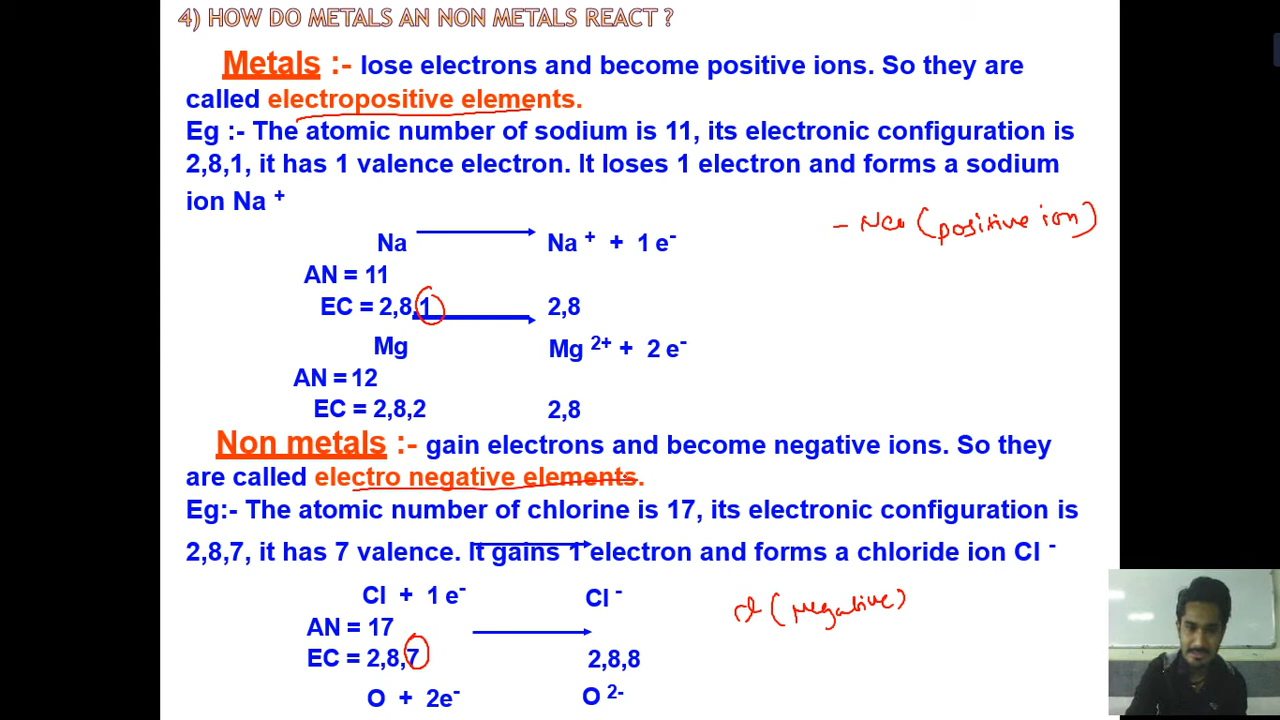 4) HOW DO METALS AN NON METALS REACT ?
Metals :- lose electrons and become positive ions. So they are
called electropositive elements.
Eg :- The atomic number of sodium is 11, its electronic configuration is
2,8,1, it has 1 valence electron. It loses 1 electron and forms a sodium
ion Na +
- Na (positive ion)
Na Na + + 1 e-
AN = 11
EC = 2,8,1 2,8
Mg Mg 2+ + 2 e-
AN = 12
EC = 2,8,2 2,8
Non metals :- gain electrons and become negative ions. So they
are called electro negative elements.
Eg:- The atomic number of chlorine is 17, its electronic configuration is
2,8,7, it has 7 valence. It gains 1 electron and forms a chloride ion Cl -
Cl + 1 e- Cl -
cl (negative)
AN = 17
EC = 2,8,7 2,8,8
O + 2e- O 2-